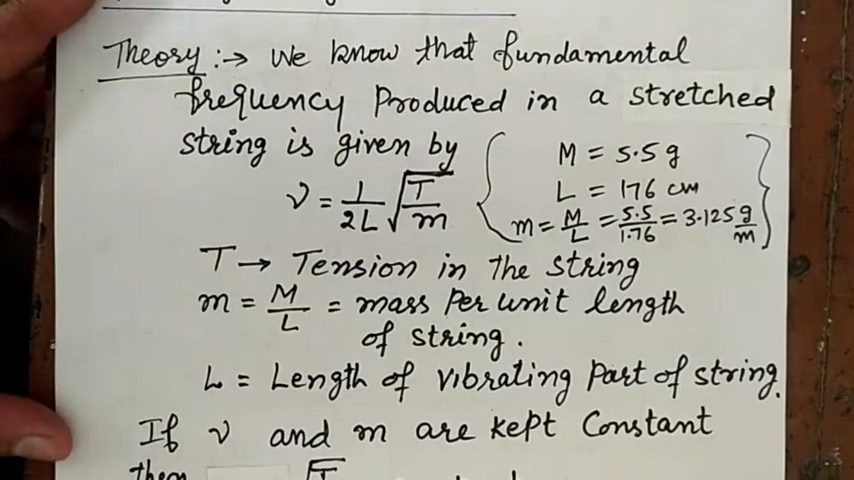 Theory :→ We know that fundamental
frequency Produced in a stretched
string is given by
ν = 1/2L √T/m
M = 5.5 g
L = 176 cm
m = M/L = 5.5/1.76 = 3.125 g/m
T → Tension in the string
m = M/L = mass Per unit length
of string.
L = Length of vibrating Part of string.
If ν and m are kept Constant
then √T